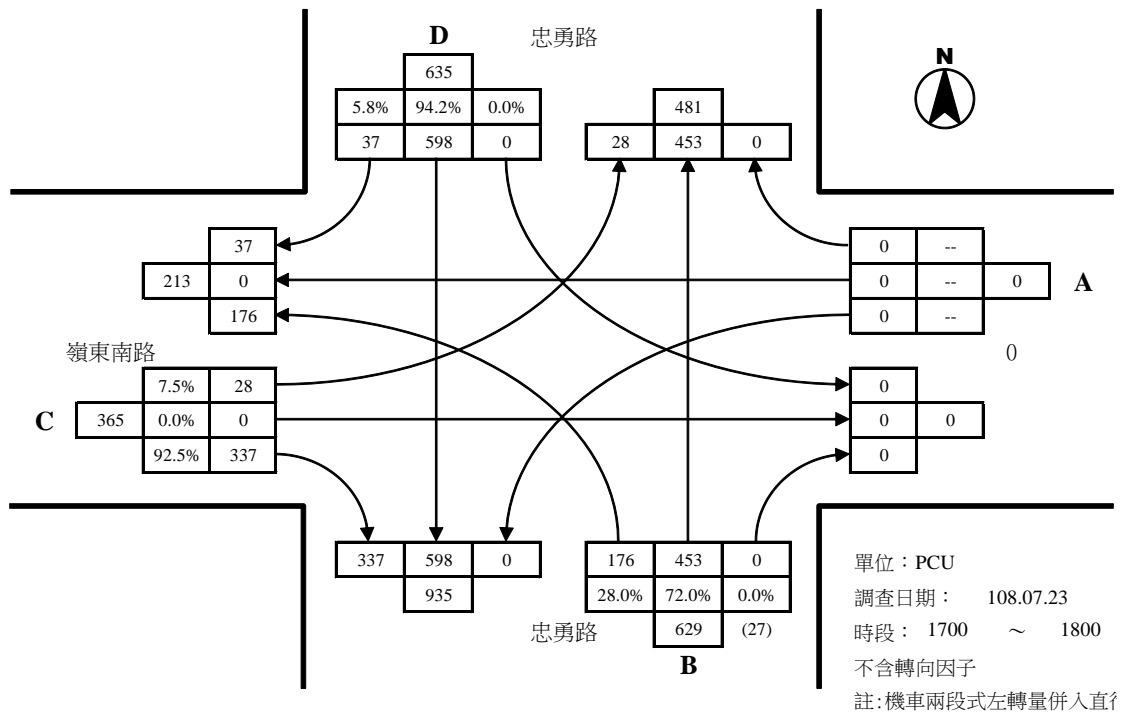 D 忠勇路
N
635
5.8% 94.2% 0.0%
37 598 0
481
28 453 0
37
213 0
176
0 --
0 -- 0
0 --
A
0
嶺東南路
7.5% 28
365 0.0% 0
92.5% 337
C
0
0 0
0
337 598 0
935
176 453 0
28.0% 72.0% 0.0%
629 (27)
忠勇路
B
單位：PCU
調查日期： 108.07.23
時段： 1700 ～ 1800
不含轉向因子
註:機車兩段式左轉量併入直